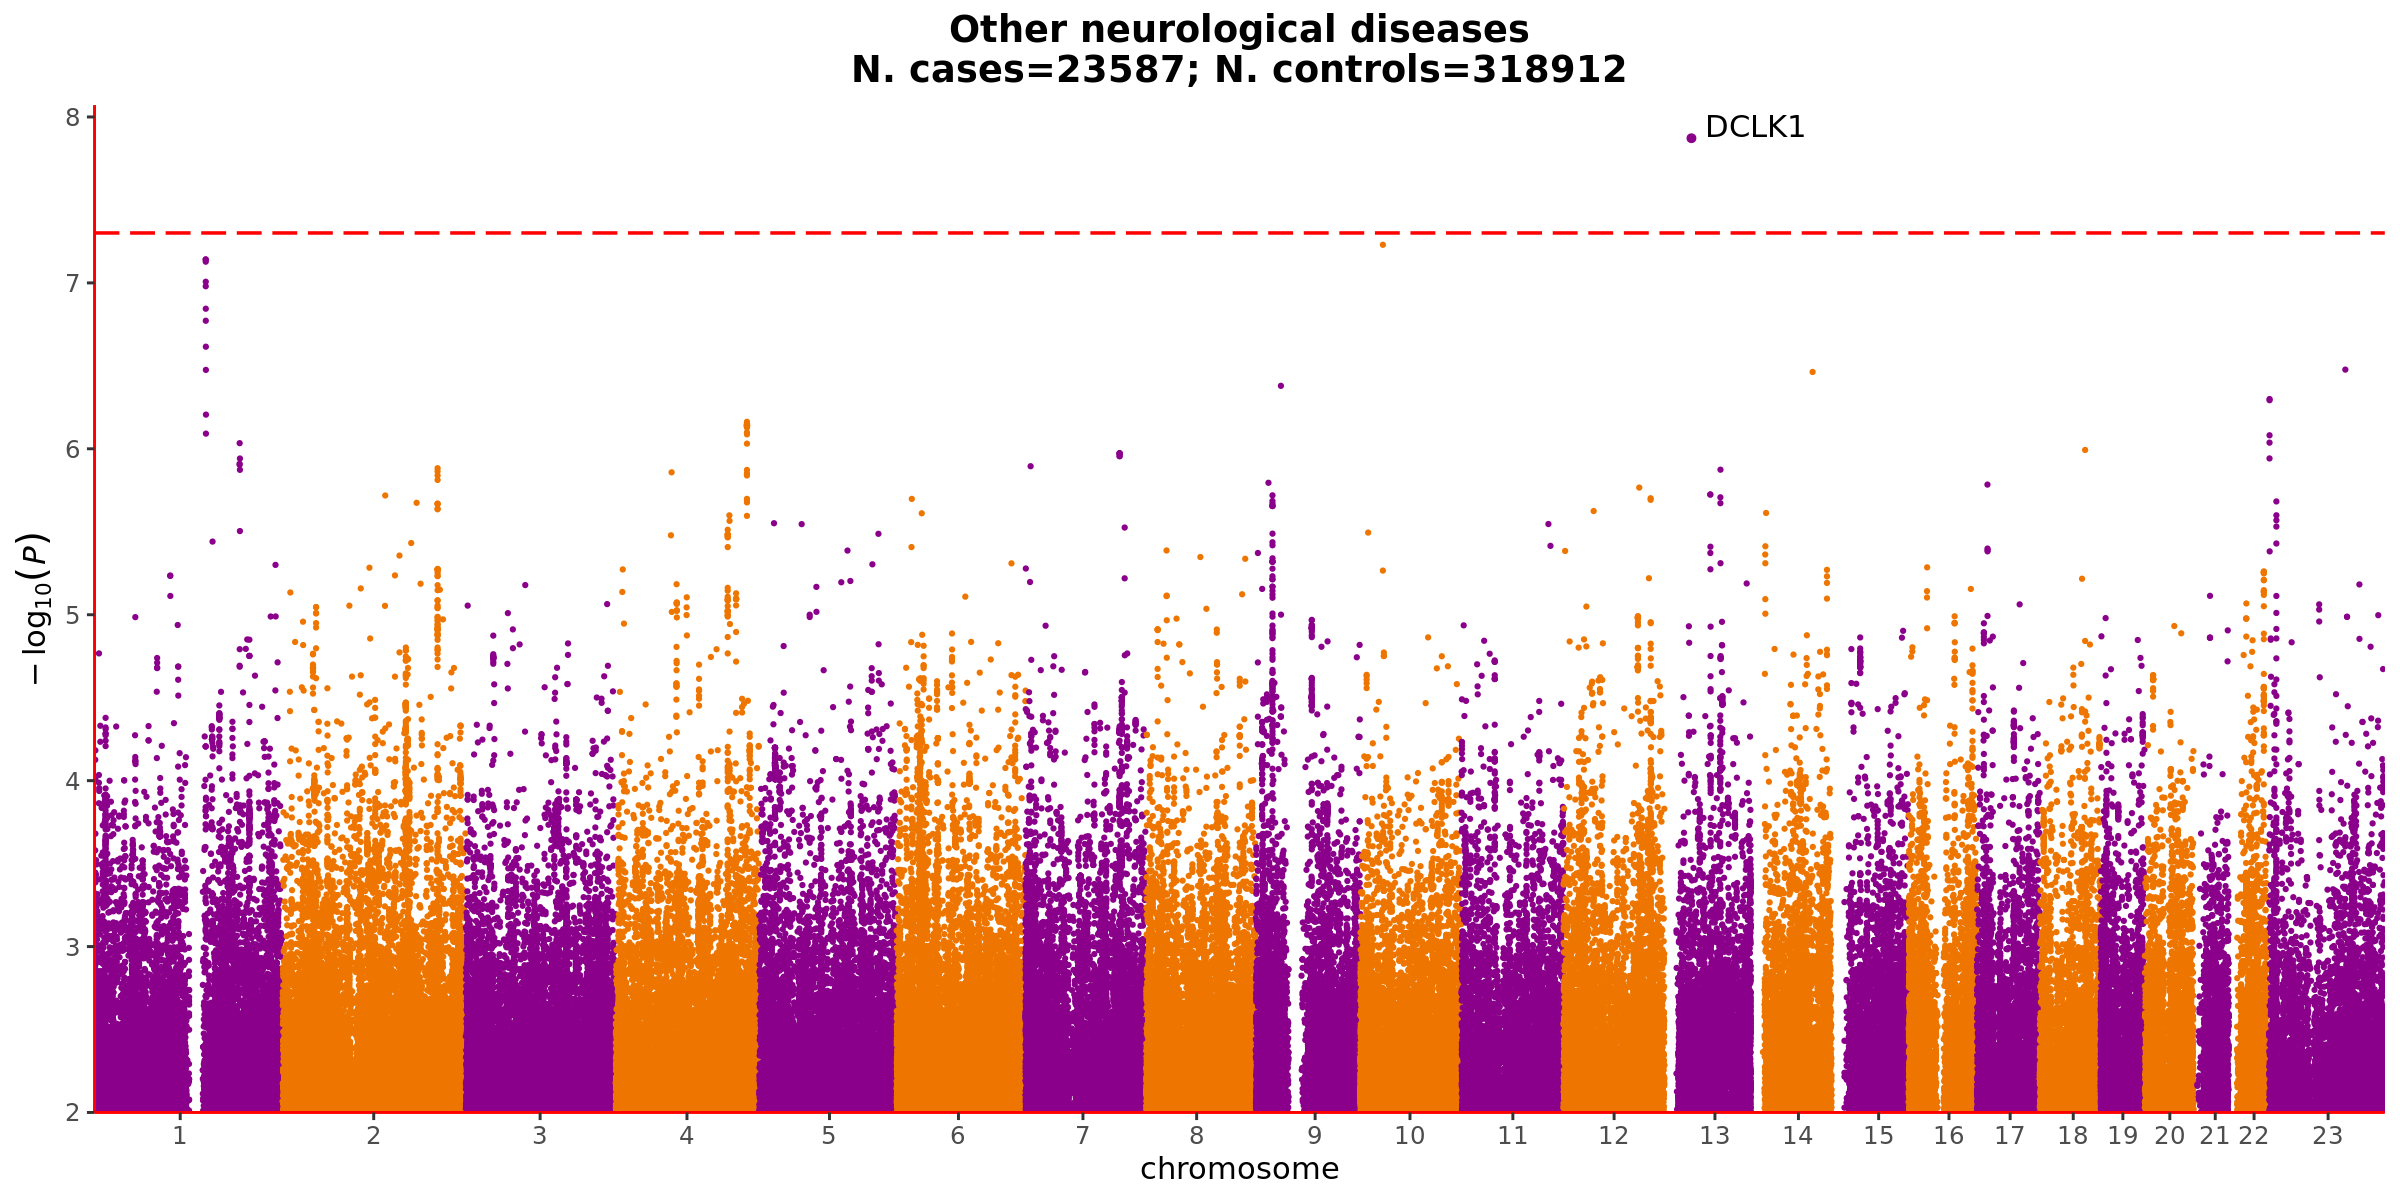 Other neurological diseases
N. cases=23587; N. controls=318912
8
DCLK1
7
6
5
4
3
2
−log10(P)
1 2 3 4 5 6 7 8 9 10 11 12 13 14 15 16 17 18 19 20 21 22 23
chromosome